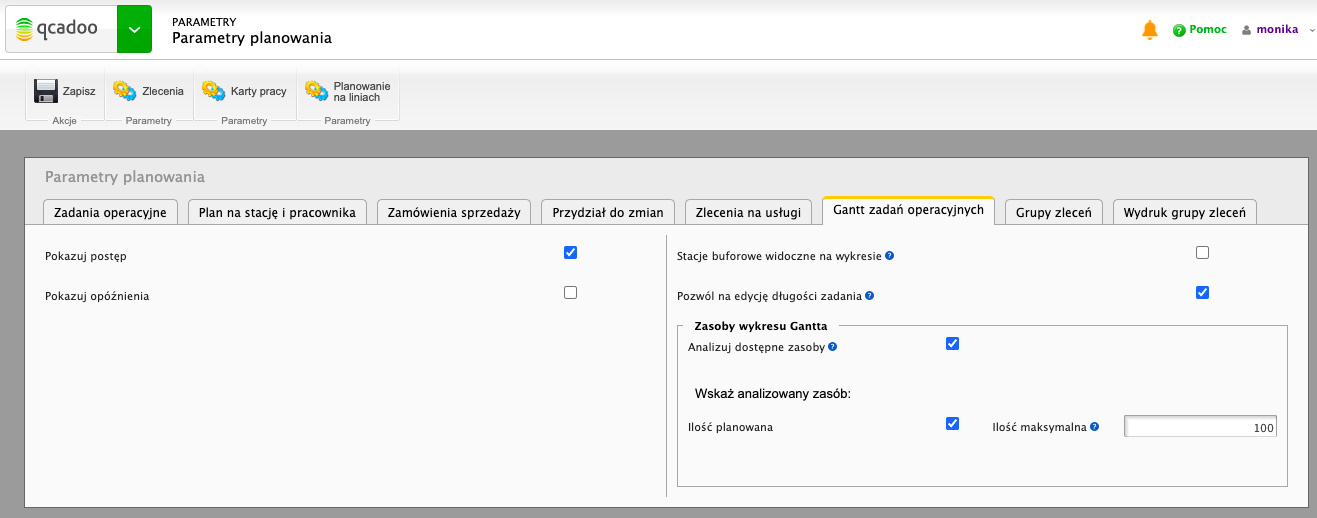 qcadoo
PARAMETRY
Parametry planowania
Pomoc
monika
Zapisz
Akcje
Zlecenia
Parametry
Karty pracy
Parametry
Planowanie
na liniach
Parametry
Parametry planowania
Zadania operacyjne
Plan na stację i pracownika
Zamówienia sprzedaży
Przydział do zmian
Zlecenia na usługi
Gantt zadań operacyjnych
Grupy zleceń
Wydruk grupy zleceń
Pokazuj postęp
Pokazuj opóźnienia
Stacje buforowe widoczne na wykresie
Pozwól na edycję długości zadania
Zasoby wykresu Gantta
Analizuj dostępne zasoby
Wskaż analizowany zasób:
Ilość planowana
Ilość maksymalna
100